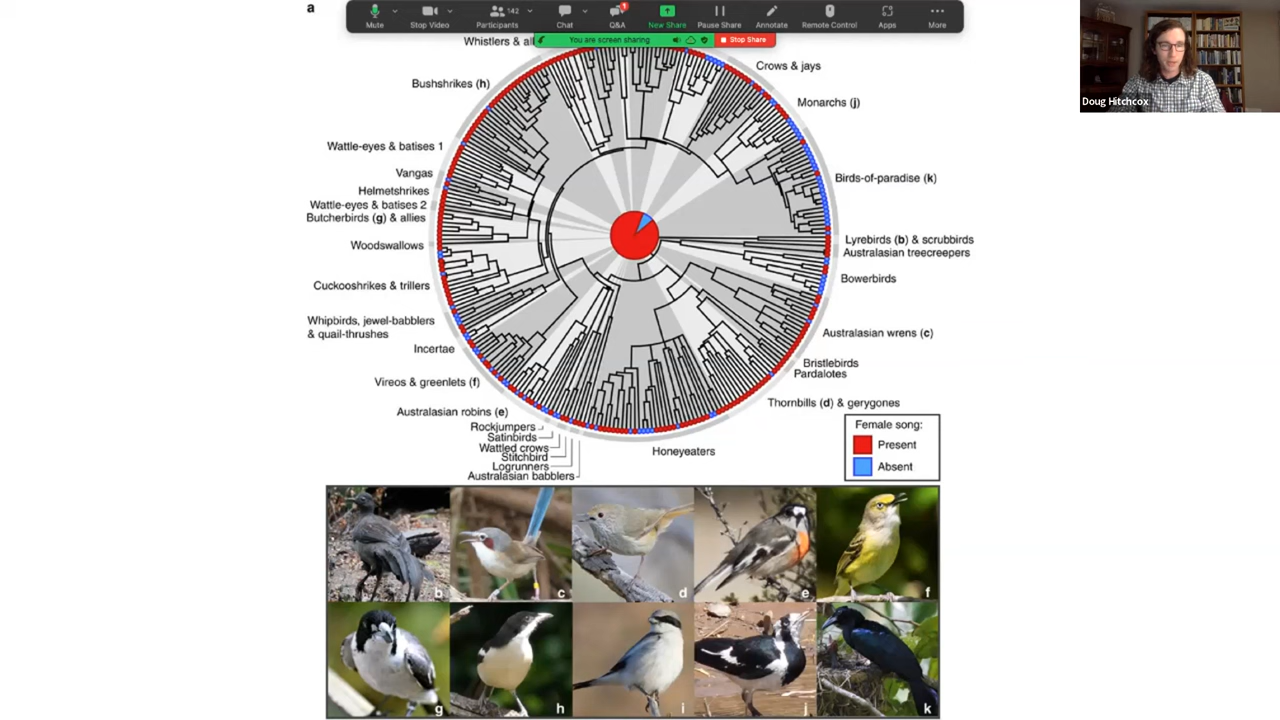 a
Mute
Stop Video
Participants
142
Chat
Q&A
1
New Share
Pause Share
Annotate
Remote Control
Apps
More
You are screen sharing
Stop Share
Doug Hitchcox
Whistlers & all
Bushshrikes (h)
Wattle-eyes & batises 1
Vangas
Helmetshrikes
Wattle-eyes & batises 2
Butcherbirds (g) & allies
Woodswallows
Cuckooshrikes & trillers
Whipbirds, jewel-babblers
& quail-thrushes
Incertae
Vireos & greenlets (f)
Australasian robins (e)
Rockjumpers
Satinbirds
Wattled crows
Stitchbird
Logrunners
Australasian babblers
Crows & jays
Monarchs (j)
Birds-of-paradise (k)
Lyrebirds (b) & scrubbirds
Australasian treecreepers
Bowerbirds
Australasian wrens (c)
Bristlebirds
Pardalotes
Thornbills (d) & gerygones
Honeyeaters
Female song:
Present
Absent
b
c
d
e
f
g
h
i
j
k